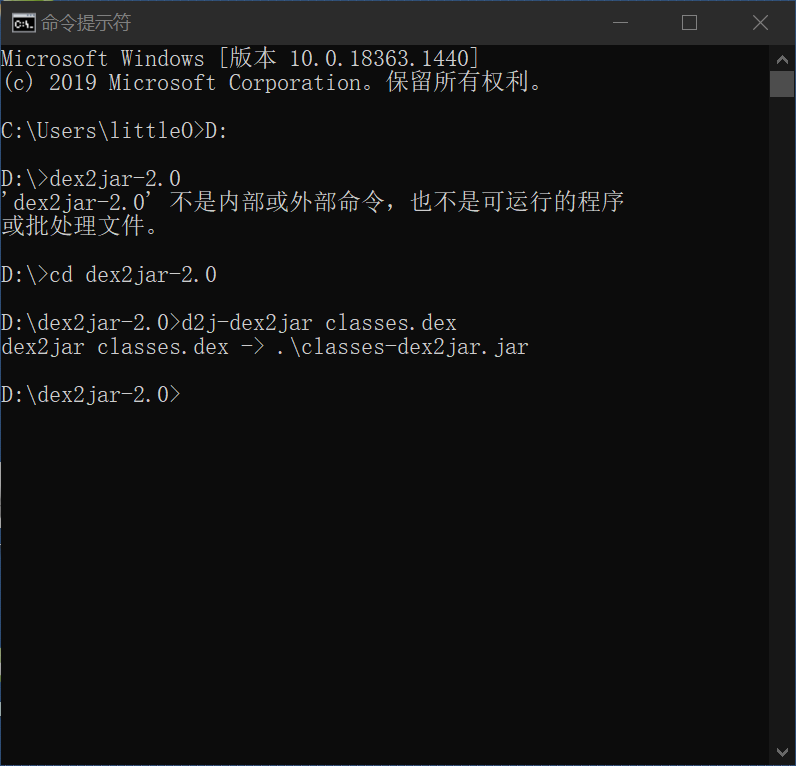 命令提示符
Microsoft Windows [版本 10.0.18363.1440]
(c) 2019 Microsoft Corporation。保留所有权利。
C:\Users\littleO>D:
D:\>dex2jar-2.0
'dex2jar-2.0' 不是内部或外部命令，也不是可运行的程序
或批处理文件。
D:\>cd dex2jar-2.0
D:\dex2jar-2.0>d2j-dex2jar classes.dex
dex2jar classes.dex -> .\classes-dex2jar.jar
D:\dex2jar-2.0>